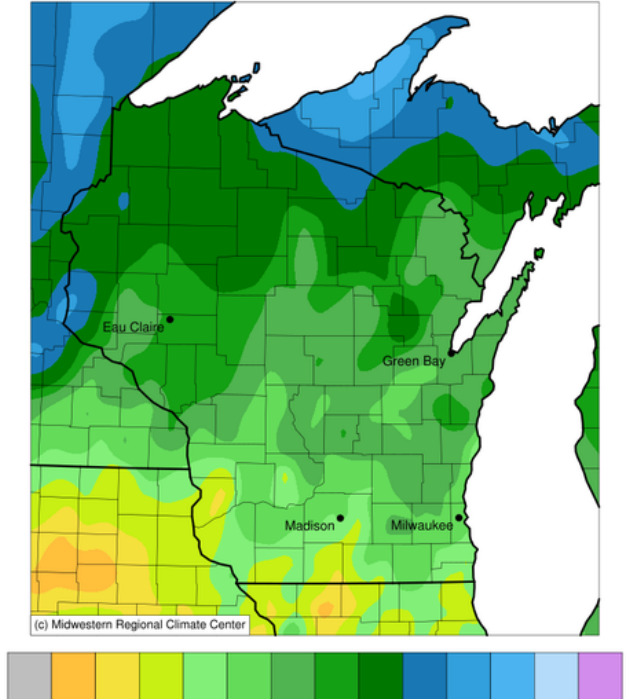 Eau Claire
Green Bay
Madison
Milwaukee
(c) Midwestern Regional Climate Center